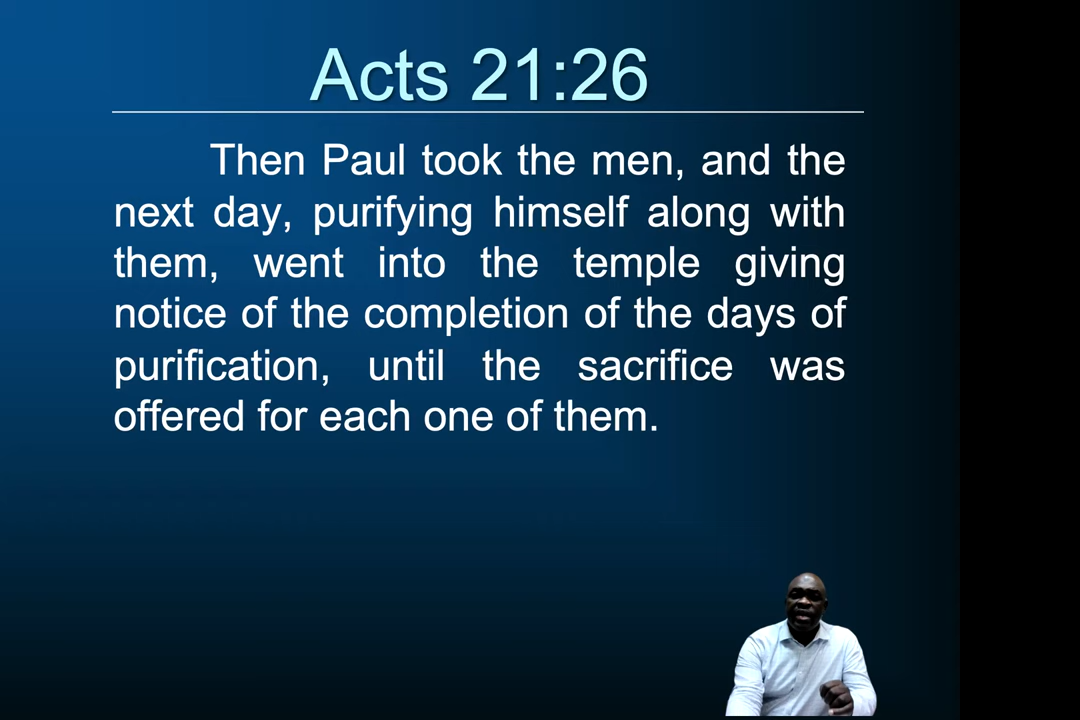 Acts 21:26
Then Paul took the men, and the
next day, purifying himself along with
them, went into the temple giving
notice of the completion of the days of
purification, until the sacrifice was
offered for each one of them.